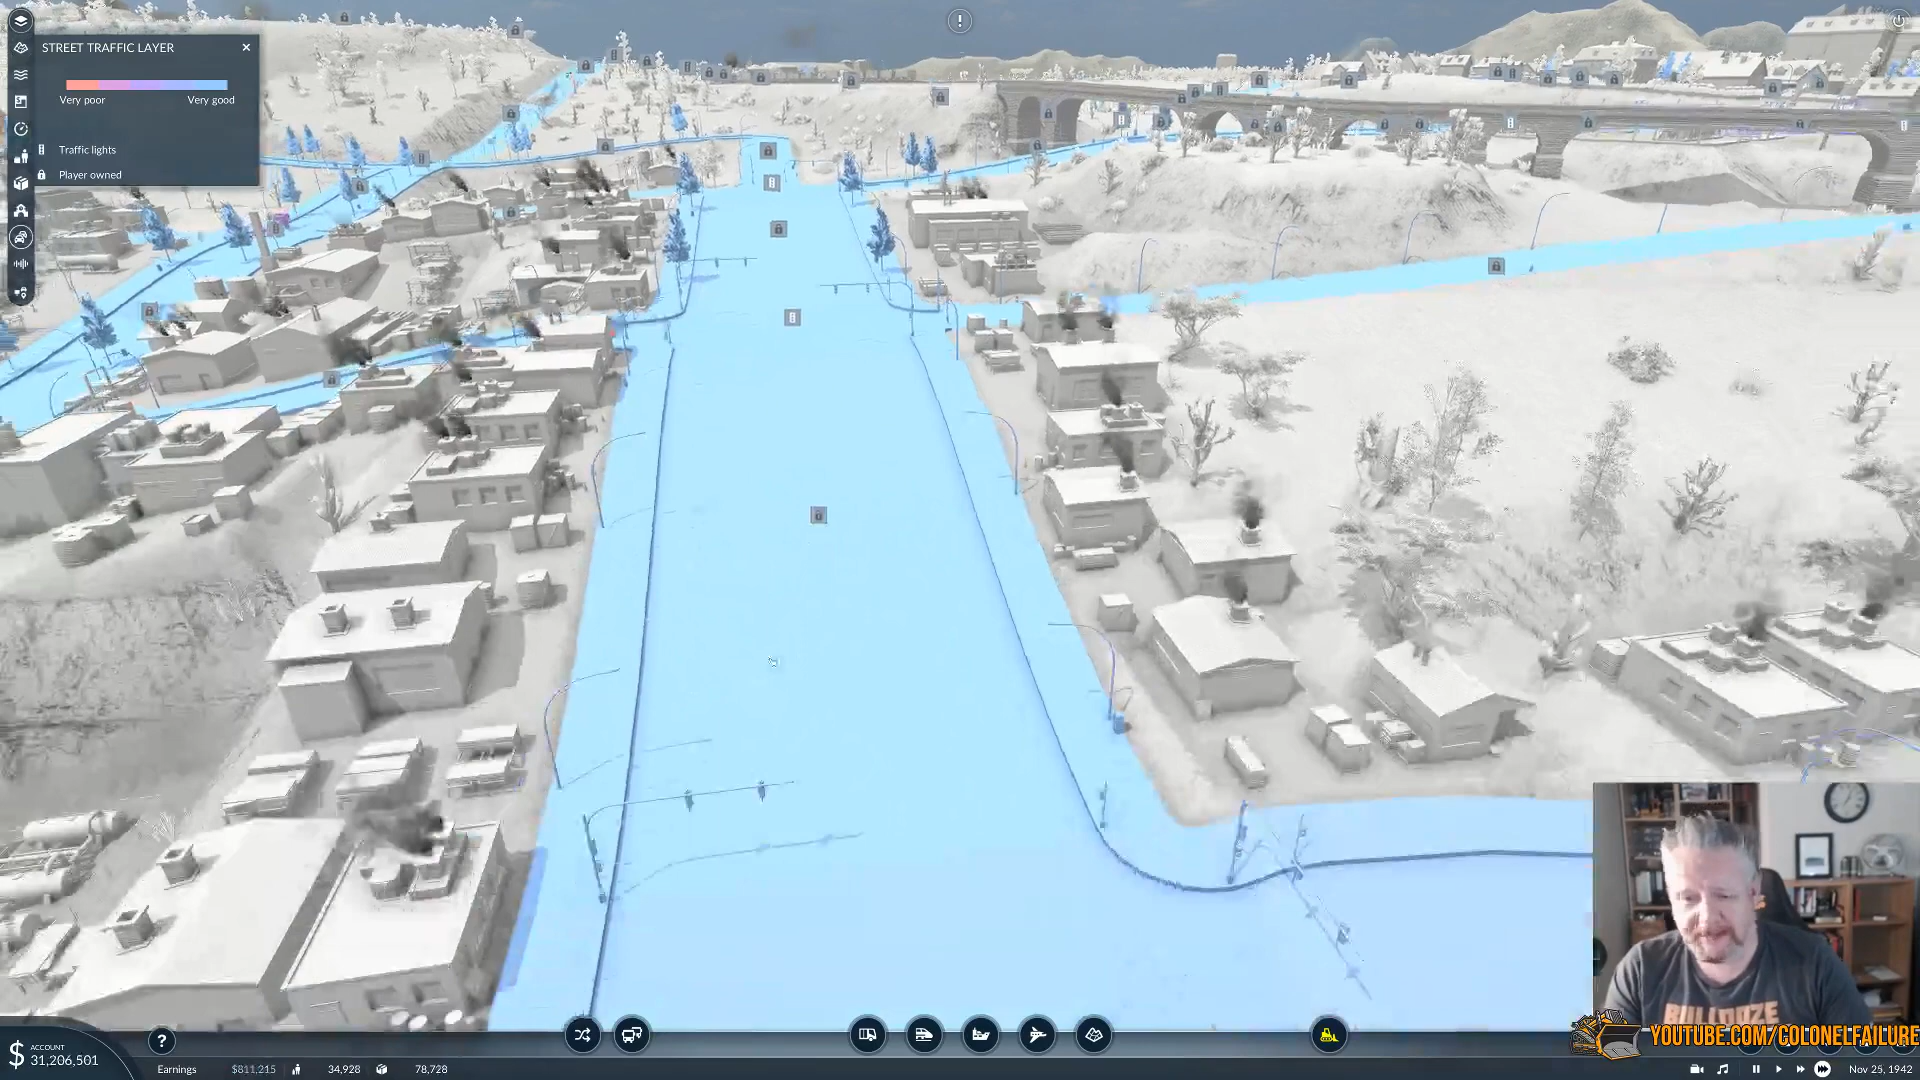 STREET TRAFFIC LAYER
Very poor
Very good
Traffic lights
Player owned
!
?
$ ACCOUNT
31,206,501
Earnings $811,215 34,928 78,728
BULLDOZE
YOUTUBE.COM/COLONELFAILURE
Nov 25, 1942